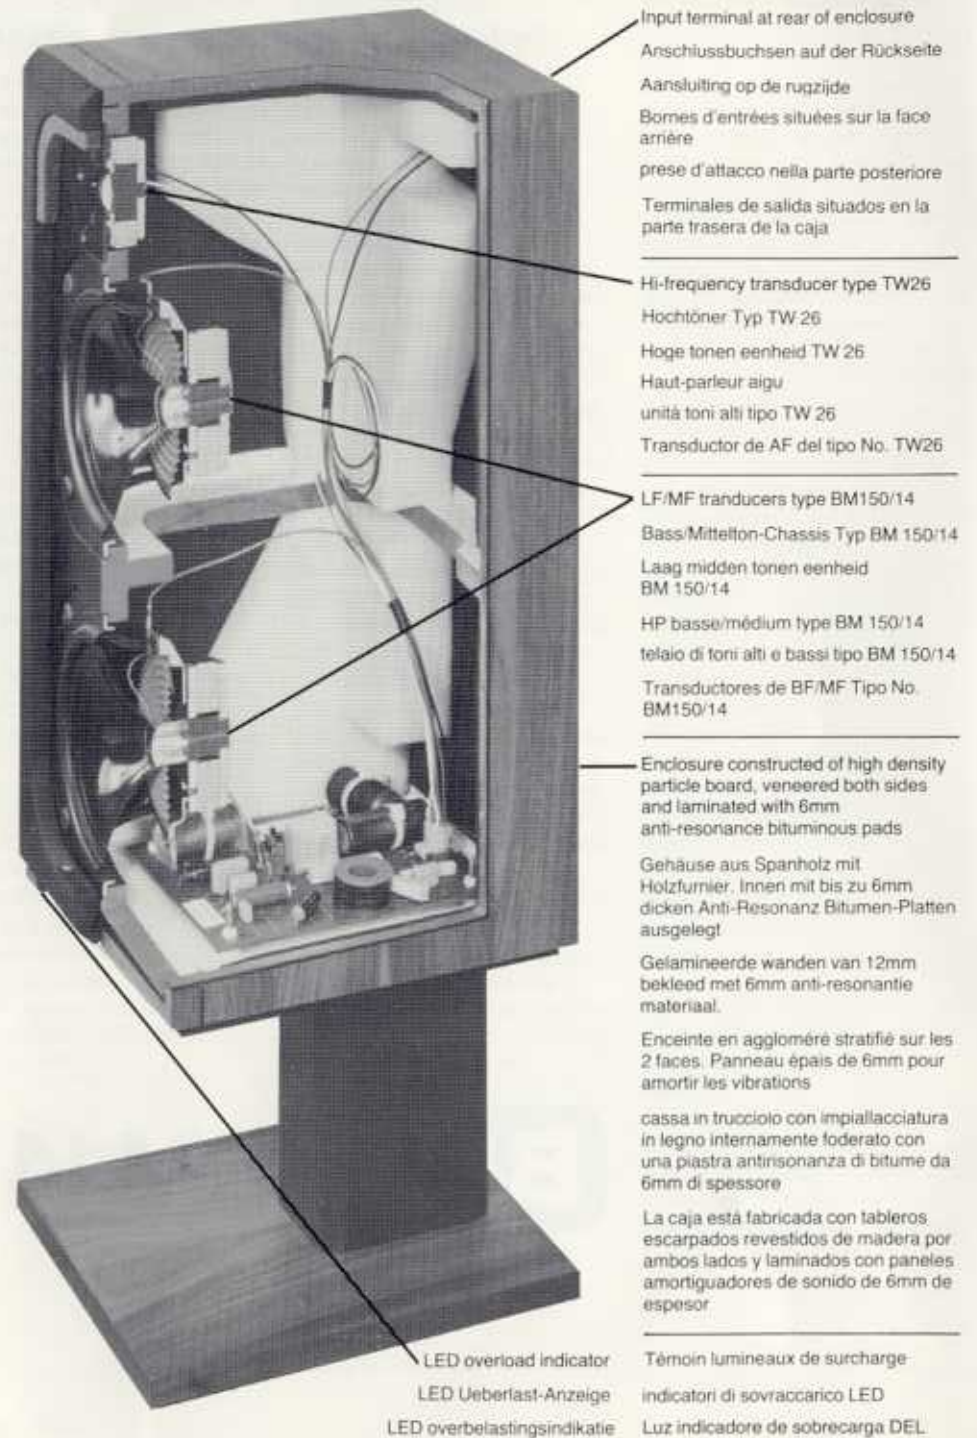 Input terminal at rear of enclosure
Anschlussbuchsen auf der Rückseite
Aansluiting op de rugzijde
Bornes d'entrées situées sur la face
arrière
prese d'attacco nella parte posteriore
Terminales de salida situados en la
parte trasera de la caja
Hi-frequency transducer type TW26
Hochtöner Typ TW 26
Hoge tonen eenheid TW 26
Haut-parleur aigu
unità toni alti tipo TW 26
Transductor de AF del tipo No. TW26
LF/MF tranducers type BM150/14
Bass/Mittelton-Chassis Typ BM 150/14
Laag midden tonen eenheid
BM 150/14
HP basse/médium type BM 150/14
telaio di toni alti e bassi tipo BM 150/14
Transductores de BF/MF Tipo No.
BM150/14
Enclosure constructed of high density
particle board, veneered both sides
and laminated with 6mm
anti-resonance bituminous pads
Gehäuse aus Spanholz mit
Holzfurnier. Innen mit bis zu 6mm
dicken Anti-Resonanz Bitumen-Platten
ausgelegt
Gelamineerde wanden van 12mm
bekleed met 6mm anti-resonantie
materiaal.
Enceinte en aggloméré stratifié sur les
2 faces. Panneau épais de 6mm pour
amortir les vibrations
cassa in trucciolo con impiallacciatura
in legno internamente foderato con
una piastra antirisonanza di bitume da
6mm di spessore
La caja está fabricada con tableros
escarpados revestidos de madera por
ambos lados y laminados con paneles
amortiguadores de sonido de 6mm de
espesor
LED overload indicator
LED Ueberlast-Anzeige
LED overbelastingsindikatie
Témoin lumineaux de surcharge
indicatori di sovraccarico LED
Luz indicadore de sobrecarga DEL